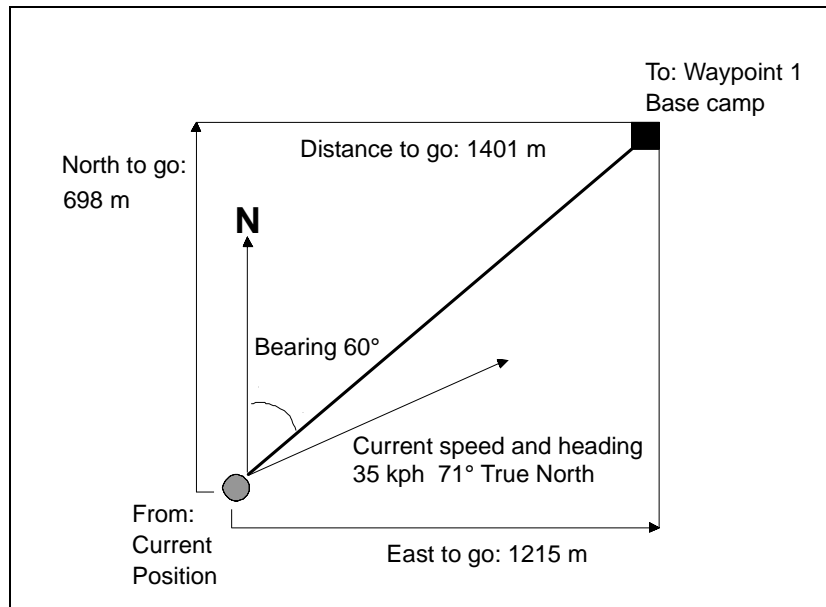 To: Waypoint 1
Base camp
Distance to go: 1401 m
North to go:
698 m
N
Bearing 60°
Current speed and heading
35 kph 71° True North
From:
Current
Position
East to go: 1215 m